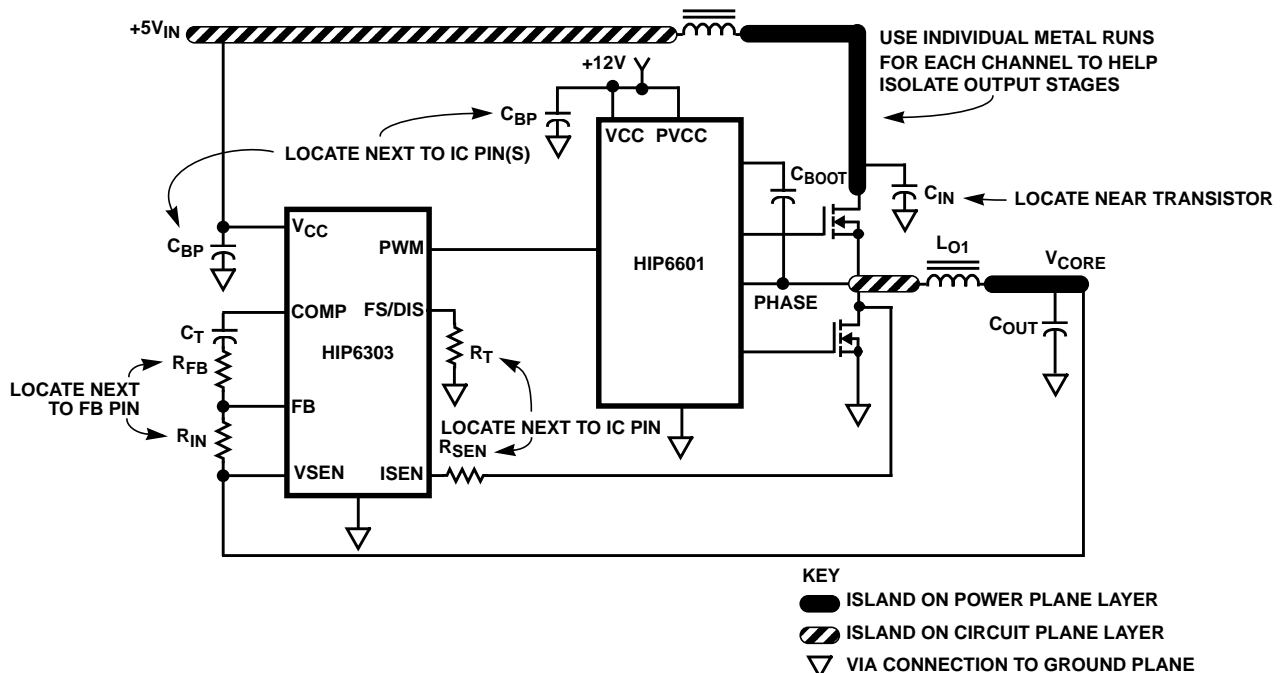 +5VIN
USE INDIVIDUAL METAL RUNS
FOR EACH CHANNEL TO HELP
ISOLATE OUTPUT STAGES
+12V
CBP
VCC PVCC
LOCATE NEXT TO IC PIN(S)
CBOOT
CIN
LOCATE NEAR TRANSISTOR
CBP
VCC
PWM
HIP6601
LO1
VCORE
PHASE
COMP
FS/DIS
CT
HIP6303
RT
COUT
RFB
LOCATE NEXT
TO FB PIN
FB
RIN
LOCATE NEXT TO IC PIN
RSEN
VSEN
ISEN
KEY
ISLAND ON POWER PLANE LAYER
ISLAND ON CIRCUIT PLANE LAYER
VIA CONNECTION TO GROUND PLANE